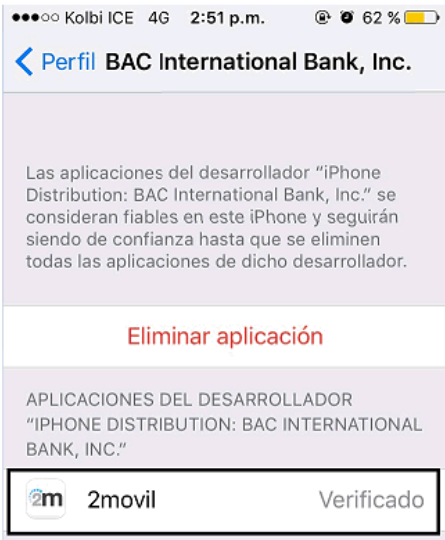 Kolbi ICE 4G 2:51 p.m. 62 %
Perfil BAC International Bank, Inc.
Las aplicaciones del desarrollador “iPhone
Distribution: BAC International Bank, Inc.” se
consideran fiables en este iPhone y seguirán
siendo de confianza hasta que se eliminen
todas las aplicaciones de dicho desarrollador.
Eliminar aplicación
APLICACIONES DEL DESARROLLADOR
“IPHONE DISTRIBUTION: BAC INTERNATIONAL
BANK, INC.”
2m 2movil Verificado